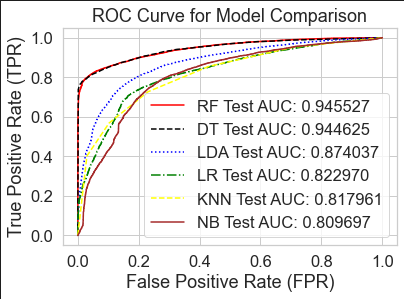 ROC Curve for Model Comparison
True Positive Rate (TPR)
1.0
0.8
0.6
0.4
0.2
0.0
RF Test AUC: 0.945527
DT Test AUC: 0.944625
LDA Test AUC: 0.874037
LR Test AUC: 0.822970
KNN Test AUC: 0.817961
NB Test AUC: 0.809697
0.0 0.2 0.4 0.6 0.8 1.0
False Positive Rate (FPR)